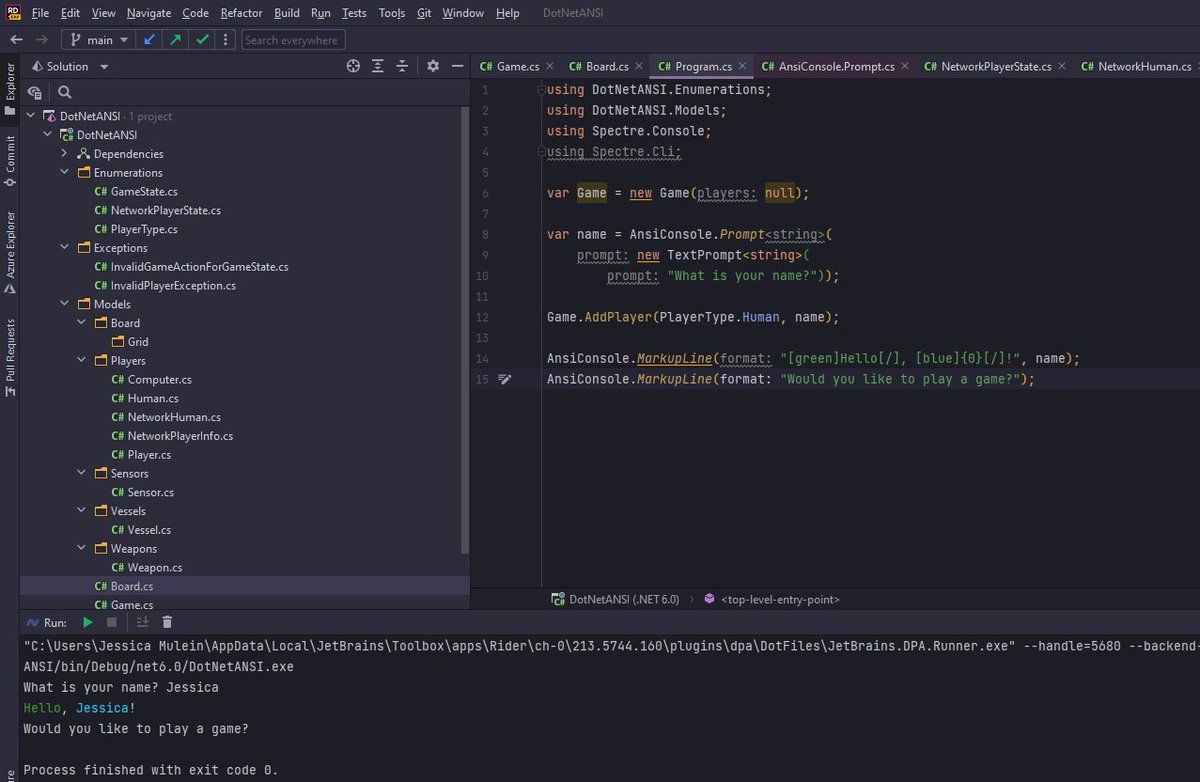 RD
EAP
File Edit View Navigate Code Refactor Build Run Tests Tools Git Window Help DotNetANSI
main Search everywhere
Explorer
Commit
Azure Explorer
Pull Requests
Solution
DotNetANSI · 1 project
DotNetANSI
Dependencies
Enumerations
C# GameState.cs
C# NetworkPlayerState.cs
C# PlayerType.cs
Exceptions
C# InvalidGameActionForGameState.cs
C# InvalidPlayerException.cs
Models
Board
Grid
Players
C# Computer.cs
C# Human.cs
C# NetworkHuman.cs
C# NetworkPlayerInfo.cs
C# Player.cs
Sensors
C# Sensor.cs
Vessels
C# Vessel.cs
Weapons
C# Weapon.cs
C# Board.cs
C# Game.cs
C# Game.cs C# Board.cs C# Program.cs C# AnsiConsole.Prompt.cs C# NetworkPlayerState.cs C# NetworkHuman.cs
1 using DotNetANSI.Enumerations;
2 using DotNetANSI.Models;
3 using Spectre.Console;
4 using Spectre.Cli;
5
6 var Game = new Game(players: null);
7
8 var name = AnsiConsole.Prompt<string>(
9 prompt: new TextPrompt<string>(
10 prompt: "What is your name?"));
11
12 Game.AddPlayer(PlayerType.Human, name);
13
14 AnsiConsole.MarkupLine(format: "[green]Hello[/], [blue]{0}[/]!", name);
15 AnsiConsole.MarkupLine(format: "Would you like to play a game?");
DotNetANSI (.NET 6.0) <top-level-entry-point>
Run:
"C:\Users\Jessica Mulein\AppData\Local\JetBrains\Toolbox\apps\Rider\ch-0\213.5744.160\plugins\dpa\DotFiles\JetBrains.DPA.Runner.exe" --handle=5680 --backend-
ANSI/bin/Debug/net6.0/DotNetANSI.exe
What is your name? Jessica
Hello, Jessica!
Would you like to play a game?
Process finished with exit code 0.